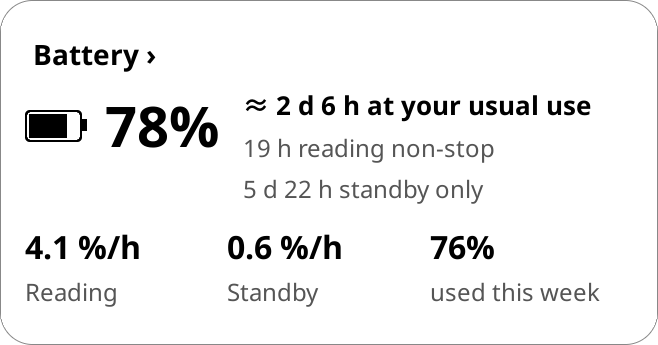 Battery ›
78%
≈ 2 d 6 h at your usual use
19 h reading non-stop
5 d 22 h standby only
4.1 %/h
0.6 %/h
76%
Reading
Standby
used this week